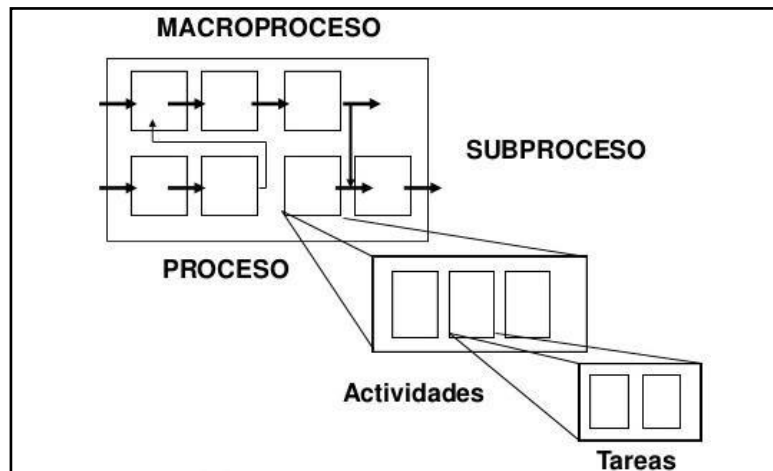 MACROPROCESO
SUBPROCESO
PROCESO
Actividades
Tareas